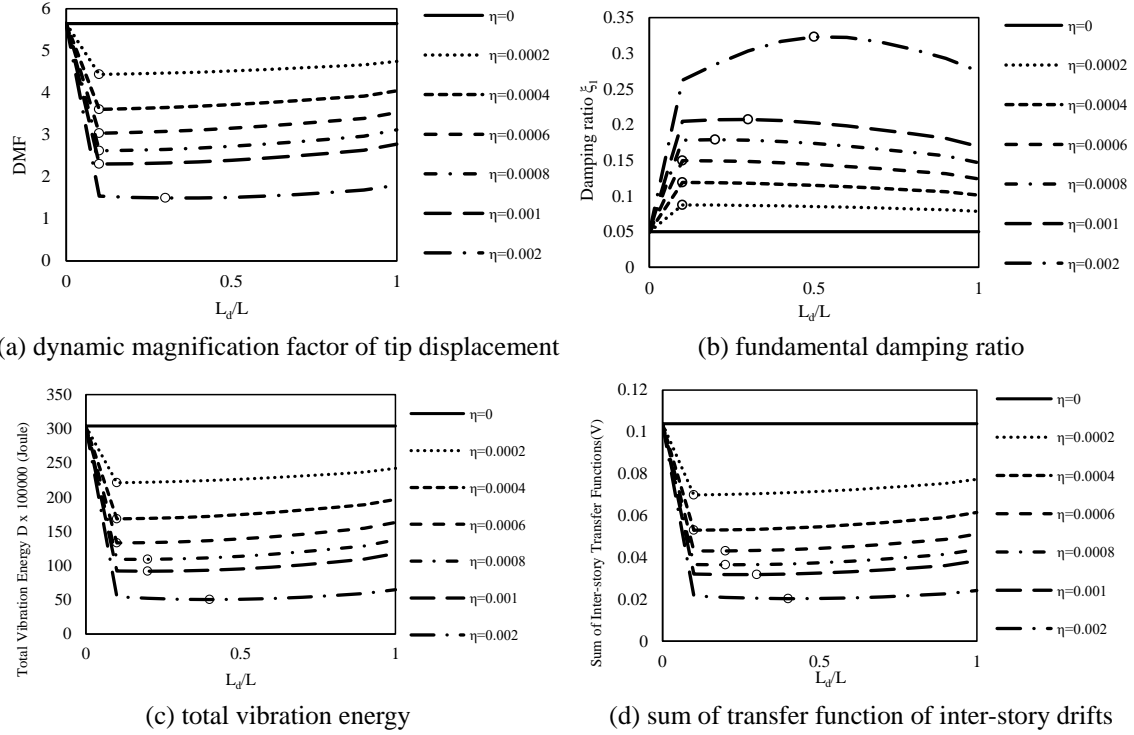 6
5
4
3
2
1
0
DMF
0
0.5
1
L_d/L
η=0
η=0.0002
η=0.0004
η=0.0006
η=0.0008
η=0.001
η=0.002
(a) dynamic magnification factor of tip displacement
0.35
0.3
0.25
0.2
0.15
0.1
0.05
0
Damping ratio ξ₁
0
0.5
1
L_d/L
η=0
η=0.0002
η=0.0004
η=0.0006
η=0.0008
η=0.001
η=0.002
(b) fundamental damping ratio
350
300
250
200
150
100
50
0
Total Vibration Energy D x 100000 (Joule)
0
0.5
1
L_d/L
η=0
η=0.0002
η=0.0004
η=0.0006
η=0.0008
η=0.001
η=0.002
(c) total vibration energy
0.12
0.1
0.08
0.06
0.04
0.02
0
Sum of Inter-story Transfer Functions(V)
0
0.5
1
L_d/L
η=0
η=0.0002
η=0.0004
η=0.0006
η=0.0008
η=0.001
η=0.002
(d) sum of transfer function of inter-story drifts